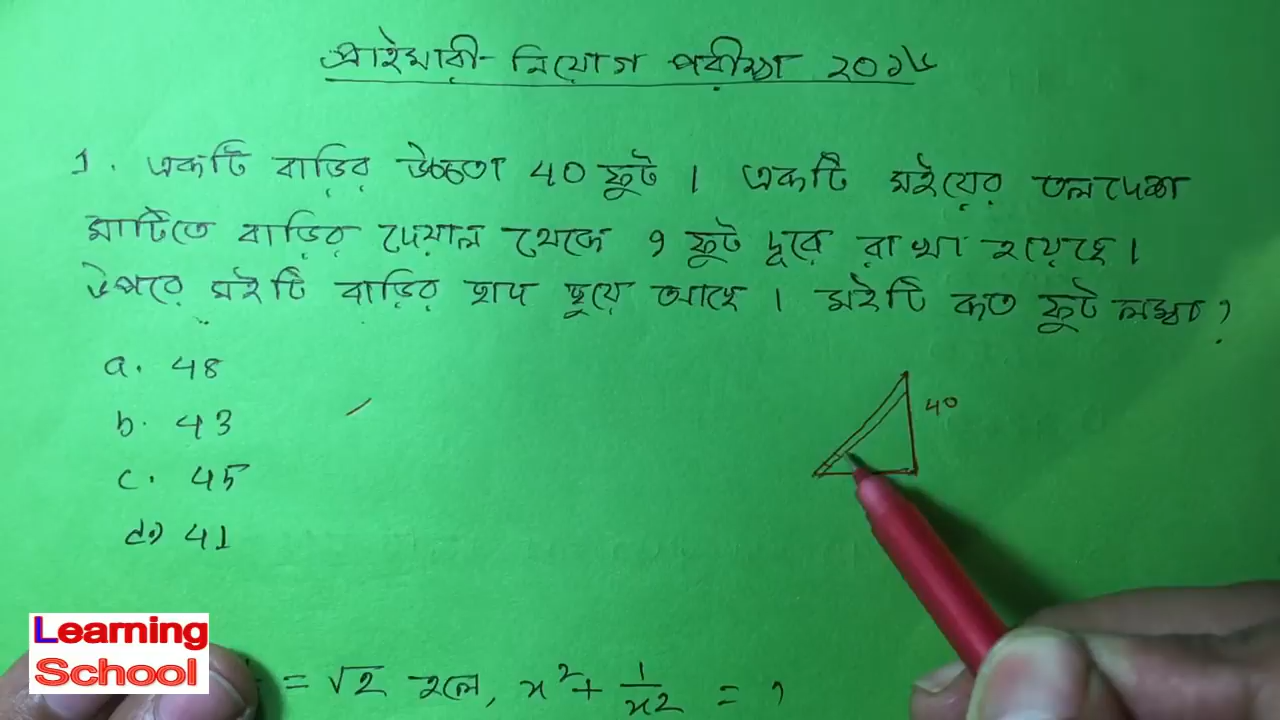 প্রাইমারী নিয়োগ পরীক্ষা ২০১৮
1. একটি বাড়ির উচ্চতা 40 ফুট । একটি মইয়ের তলদেশ
মাটিতে বাড়ির দেয়াল থেকে 9 ফুট দূরে রাখা হয়েছে ।
উপরে মইটি বাড়ির ছাদ ছুয়ে আছে । মইটি কত ফুট লম্বা ?
a. 48
b. 43
c. 45
d) 41
40
= √2 হলে, x² + 1/x2 = ?
Learning
School